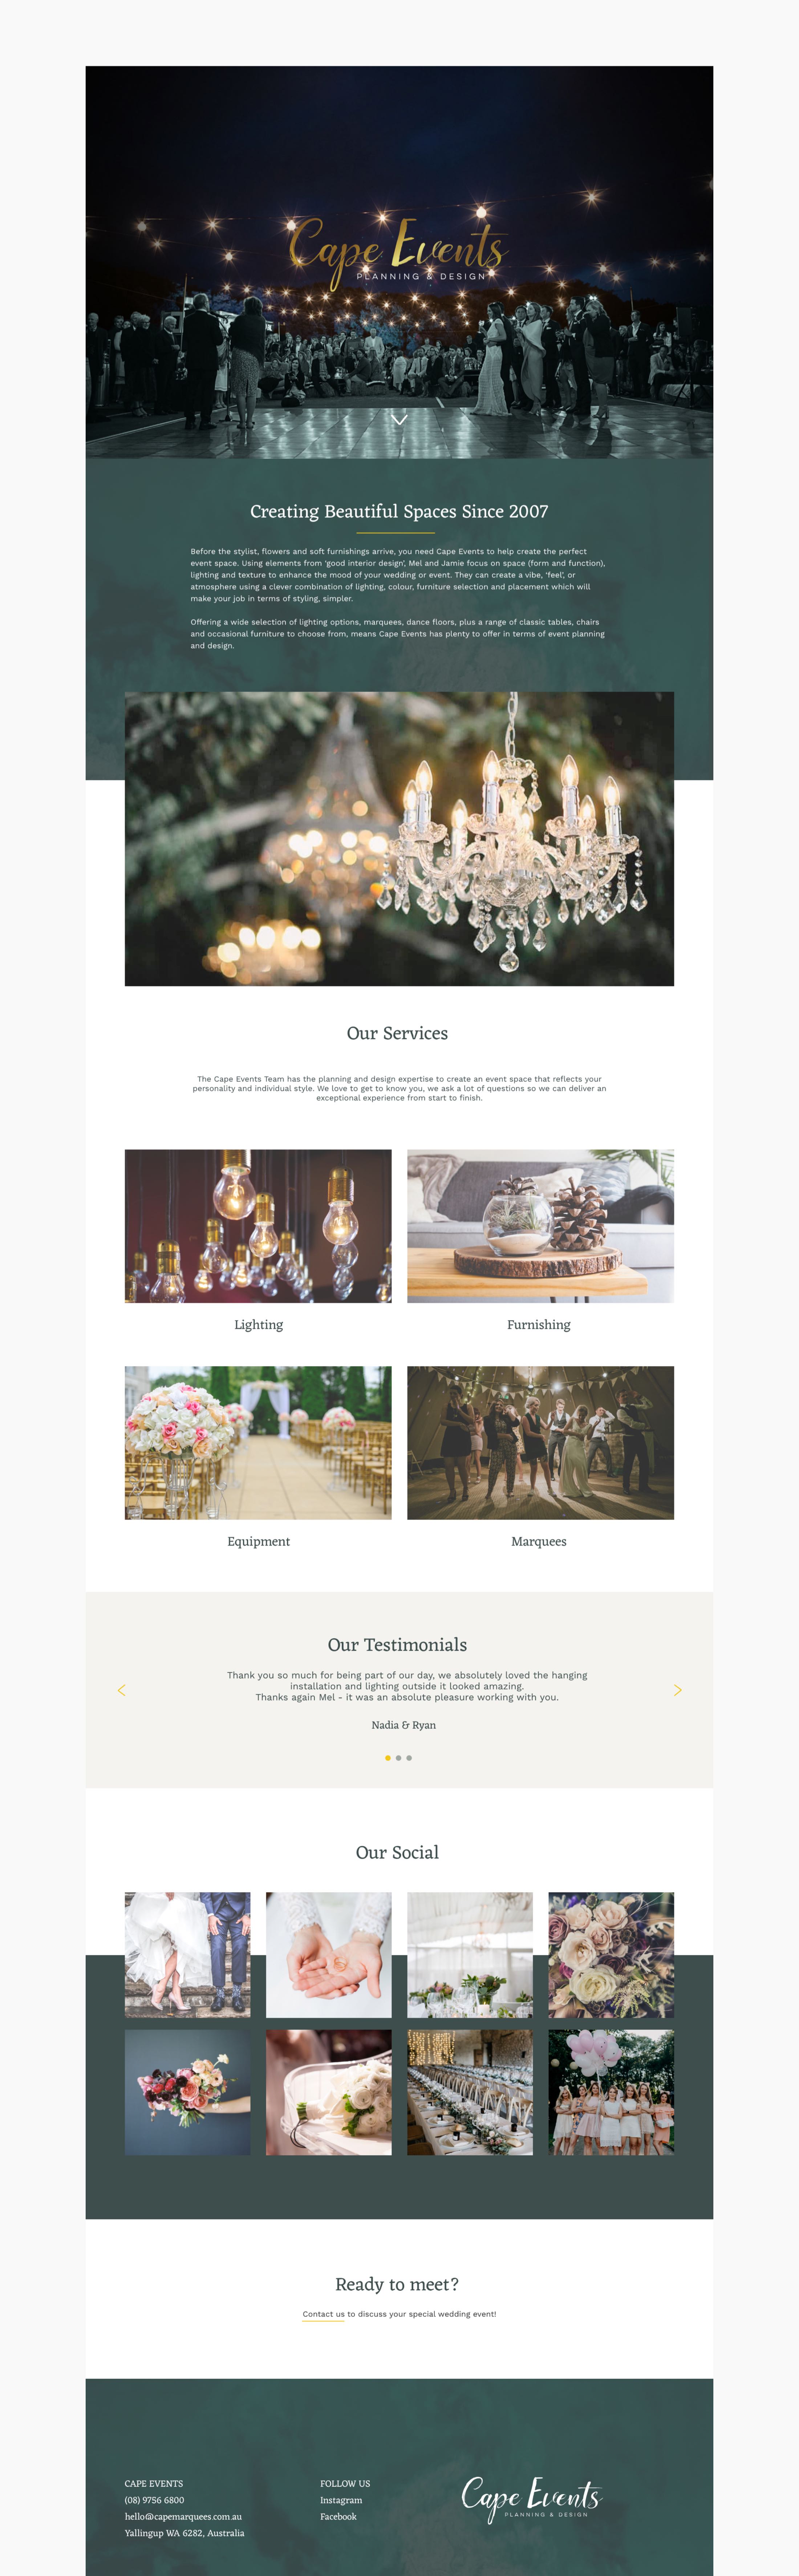 Cape Events
PLANNING & DESIGN
Creating Beautiful Spaces Since 2007
Before the stylist, flowers and soft furnishings arrive, you need Cape Events to help create the perfect
event space. Using elements from 'good interior design', Mel and Jamie focus on space (form and function),
lighting and texture to enhance the mood of your wedding or event. They can create a vibe, 'feel', or
atmosphere using a clever combination of lighting, colour, furniture selection and placement which will
make your job in terms of styling, simpler.
Offering a wide selection of lighting options, marquees, dance floors, plus a range of classic tables, chairs
and occasional furniture to choose from, means Cape Events has plenty to offer in terms of event planning
and design.
Our Services
The Cape Events Team has the planning and design expertise to create an event space that reflects your
personality and individual style. We love to get to know you, we ask a lot of questions so we can deliver an
exceptional experience from start to finish.
Lighting
Furnishing
Equipment
Marquees
Our Testimonials
Thank you so much for being part of our day, we absolutely loved the hanging
installation and lighting outside it looked amazing.
Thanks again Mel - it was an absolute pleasure working with you.
Nadia & Ryan
Our Social
Ready to meet?
Contact us to discuss your special wedding event!
CAPE EVENTS
(08) 9756 6800
hello@capemarquees.com.au
Yallingup WA 6282, Australia
FOLLOW US
Instagram
Facebook
Cape Events
PLANNING & DESIGN